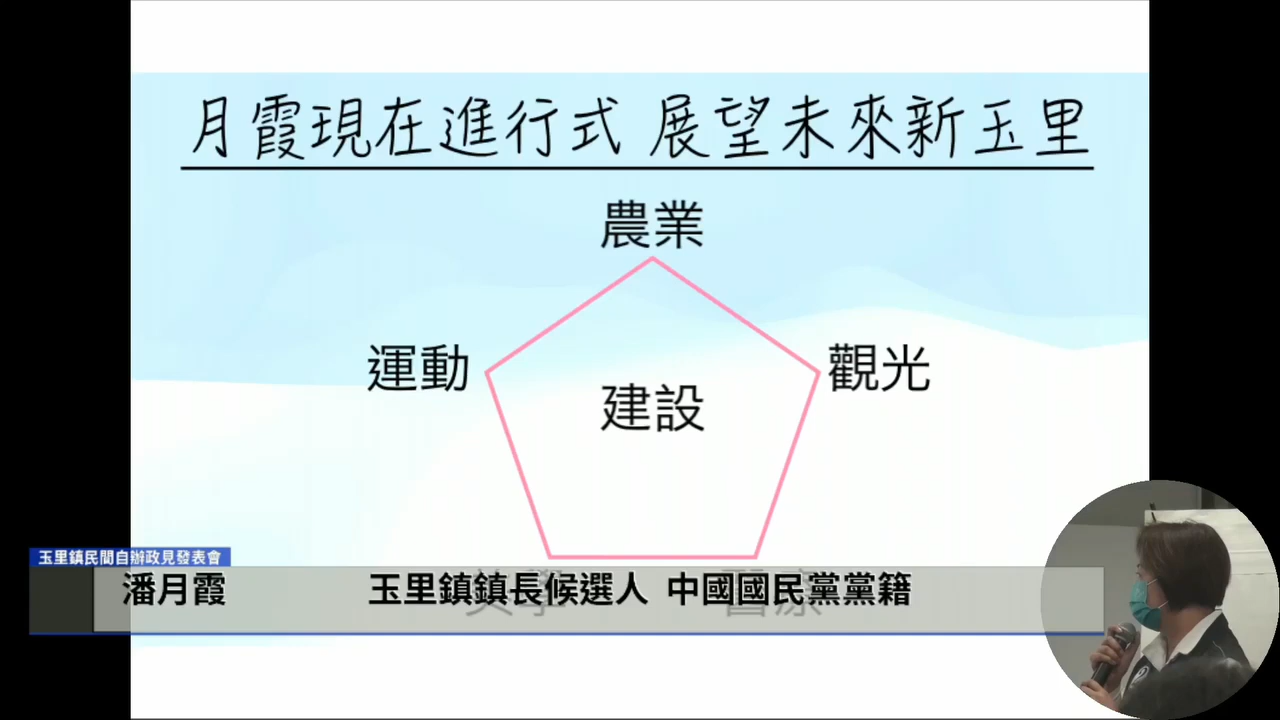 月霞現在進行式 展望未來新玉里
農業
運動
觀光
建設
玉里鎮民間自辦政見發表會
潘月霞 玉里鎮鎮長候選人 中國國民黨黨籍